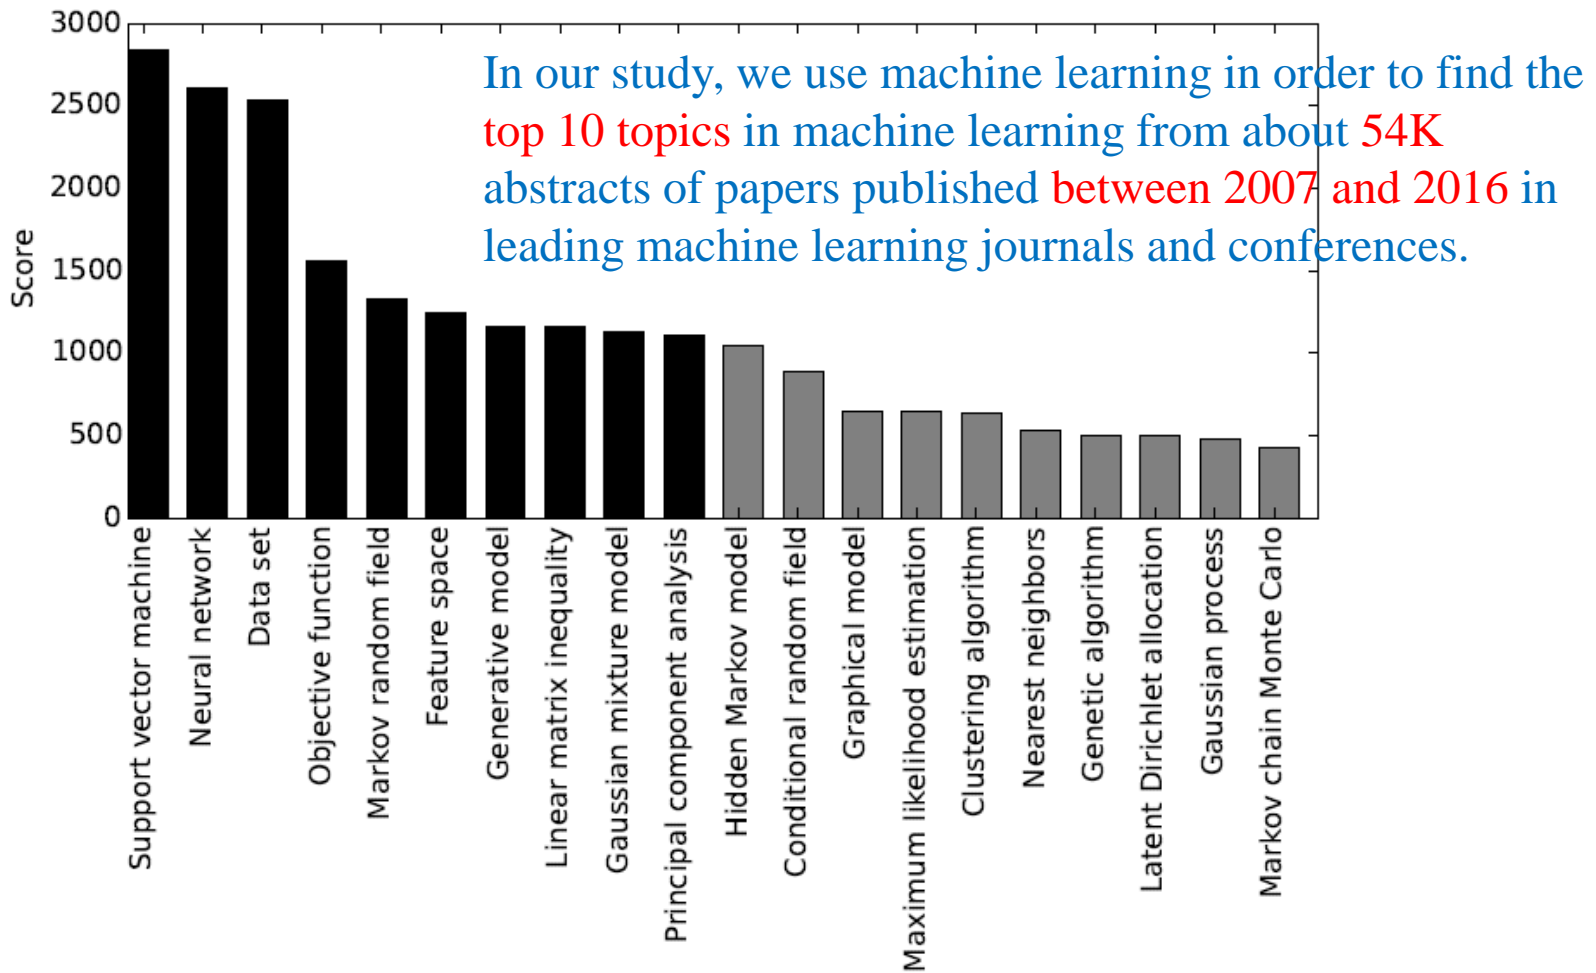 In our study, we use machine learning in order to find the
top 10 topics in machine learning from about 54K
abstracts of papers published between 2007 and 2016 in
leading machine learning journals and conferences.
Score
3000
2500
2000
1500
1000
500
0
Support vector machine
Neural network
Data set
Objective function
Markov random field
Feature space
Generative model
Linear matrix inequality
Gaussian mixture model
Principal component analysis
Hidden Markov model
Conditional random field
Graphical model
Maximum likelihood estimation
Clustering algorithm
Nearest neighbors
Genetic algorithm
Latent Dirichlet allocation
Gaussian process
Markov chain Monte Carlo